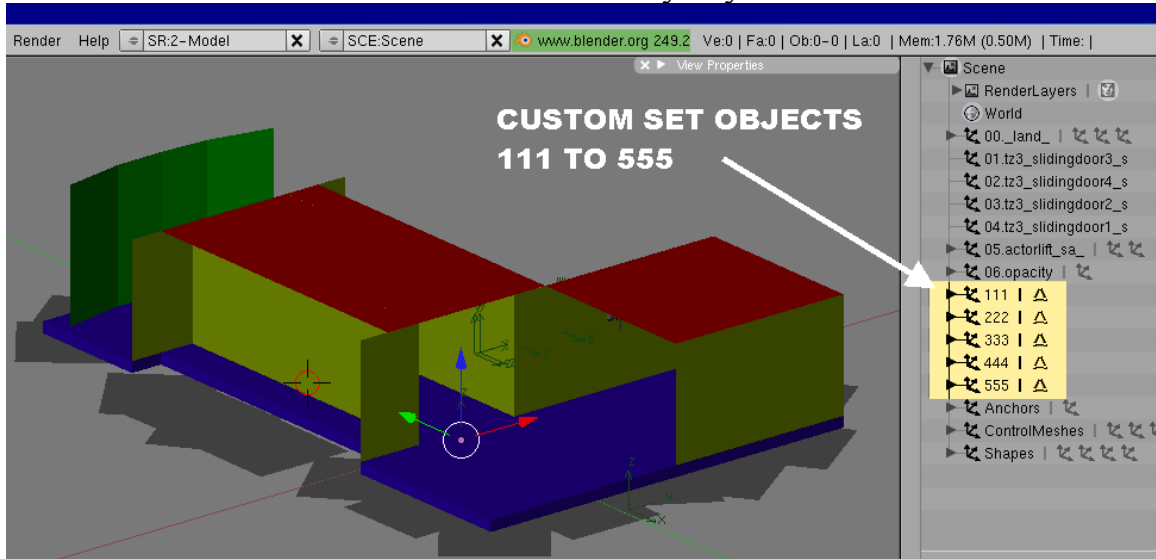 Render Help SR:2-Model X SCE:Scene X www.blender.org 249.2 Ve:0 | Fa:0 | Ob:0-0 | La:0 | Mem:1.76M (0.50M) | Time: |
View Properties
CUSTOM SET OBJECTS
111 TO 555
Scene
RenderLayers |
World
00._land_ |
01.tz3_slidingdoor3_s
02.tz3_slidingdoor4_s
03.tz3_slidingdoor2_s
04.tz3_slidingdoor1_s
05.actorlift_sa_ |
06.opacity |
111 |
222 |
333 |
444 |
555 |
Anchors |
ControlMeshes |
Shapes |
Z
X